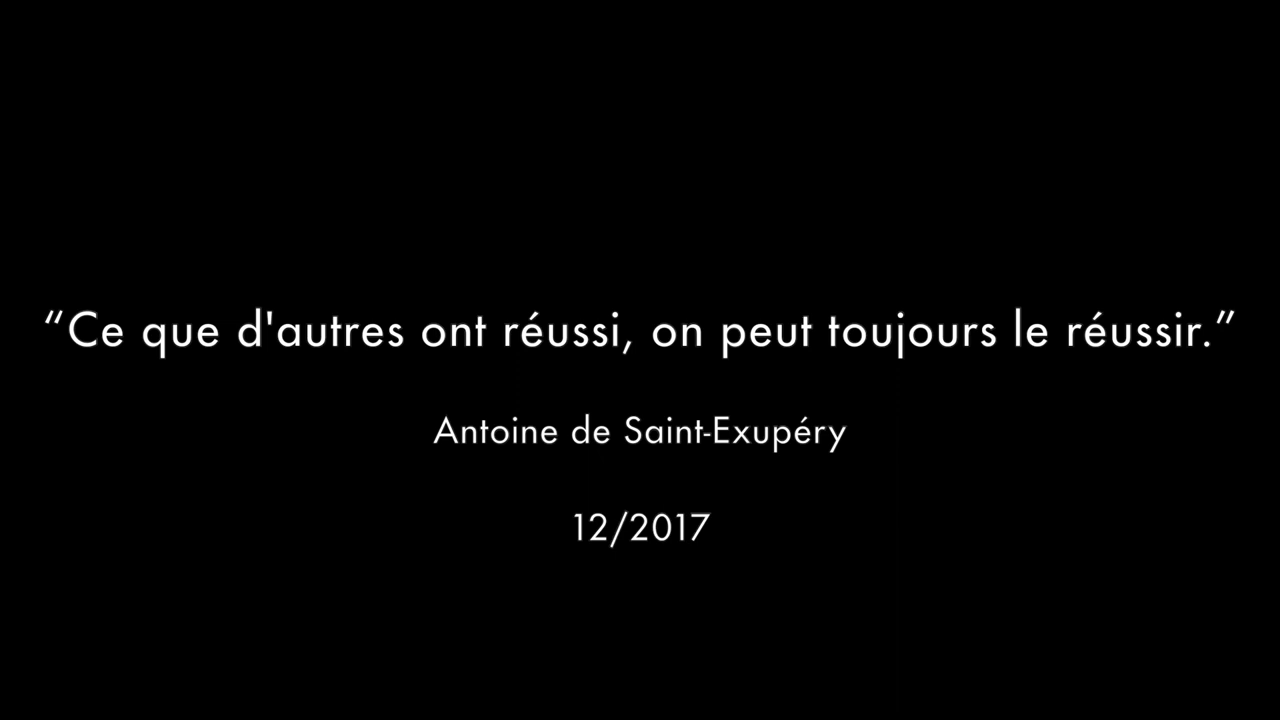 “Ce que d'autres ont réussi, on peut toujours le réussir.”
Antoine de Saint-Exupéry
12/2017